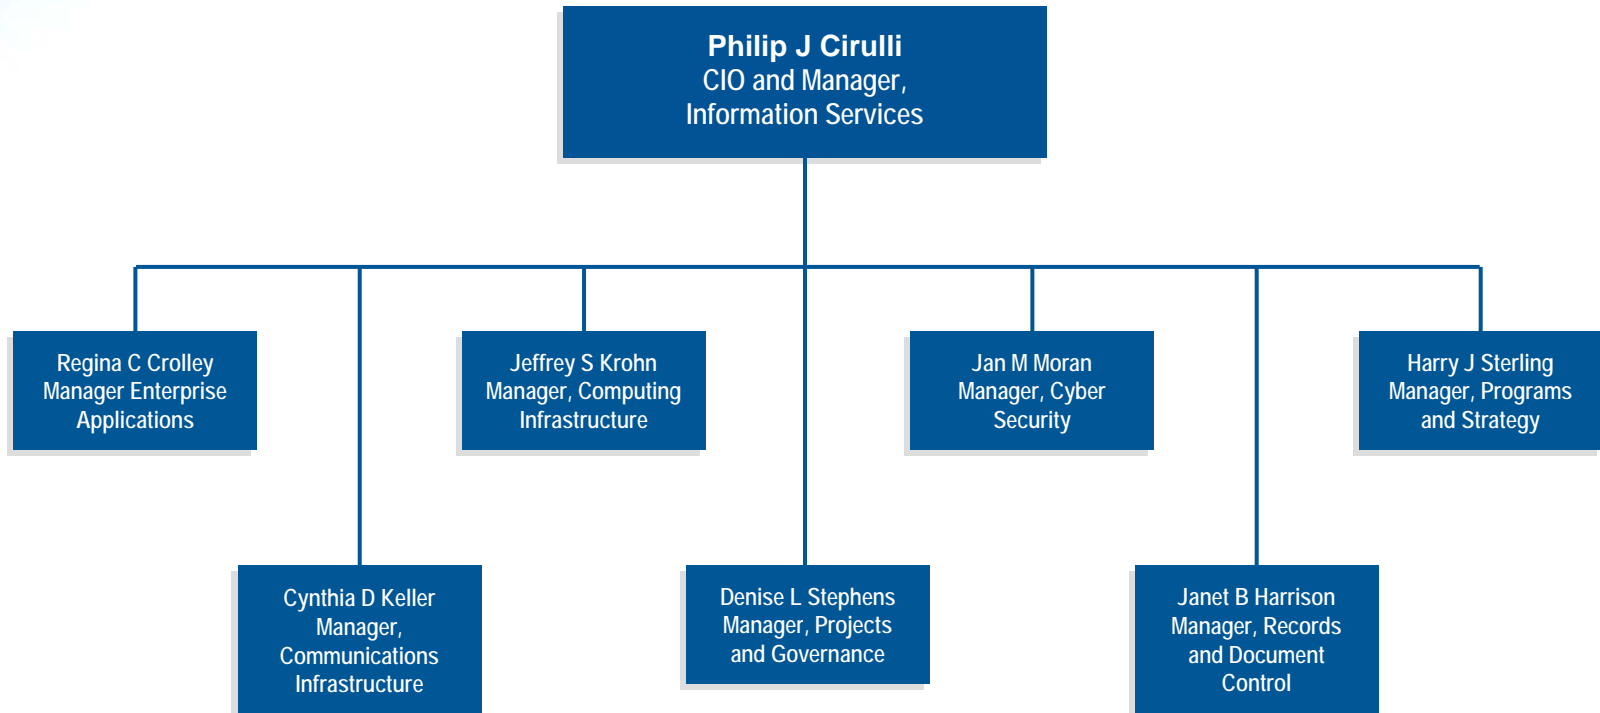 Philip J Cirulli
CIO and Manager,
Information Services
Regina C Crolley
Manager Enterprise
Applications
Jeffrey S Krohn
Manager, Computing
Infrastructure
Jan M Moran
Manager, Cyber
Security
Harry J Sterling
Manager, Programs
and Strategy
Cynthia D Keller
Manager,
Communications
Infrastructure
Denise L Stephens
Manager, Projects
and Governance
Janet B Harrison
Manager, Records
and Document
Control